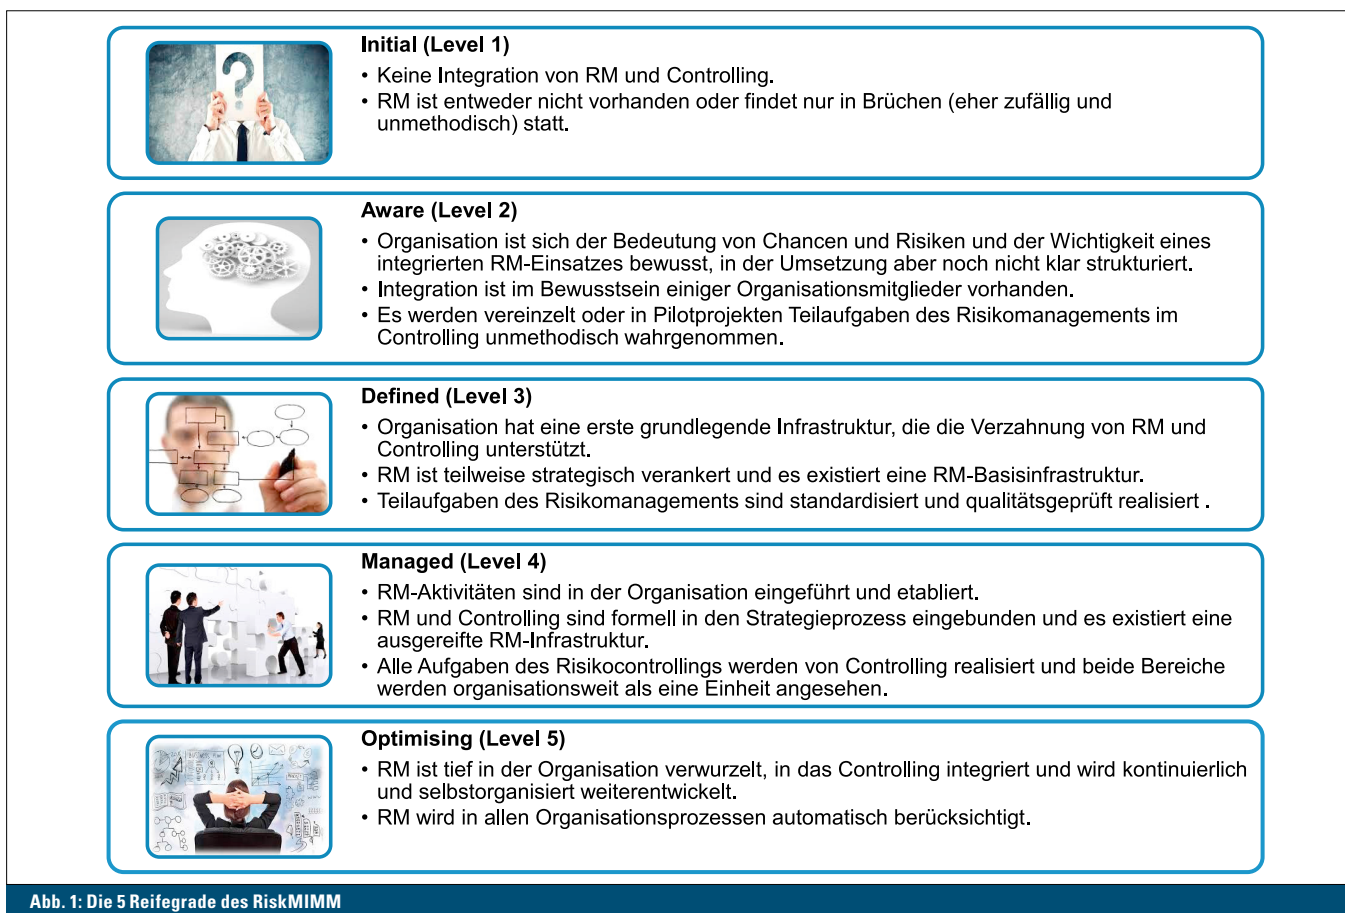 Initial (Level 1)
• Keine Integration von RM und Controlling.
• RM ist entweder nicht vorhanden oder findet nur in Brüchen (eher zufällig und
unmethodisch) statt.
Aware (Level 2)
• Organisation ist sich der Bedeutung von Chancen und Risiken und der Wichtigkeit eines
integrierten RM-Einsatzes bewusst, in der Umsetzung aber noch nicht klar strukturiert.
• Integration ist im Bewusstsein einiger Organisationsmitglieder vorhanden.
• Es werden vereinzelt oder in Pilotprojekten Teilaufgaben des Risikomanagements im
Controlling unmethodisch wahrgenommen.
Defined (Level 3)
• Organisation hat eine erste grundlegende Infrastruktur, die die Verzahnung von RM und
Controlling unterstützt.
• RM ist teilweise strategisch verankert und es existiert eine RM-Basisinfrastruktur.
• Teilaufgaben des Risikomanagements sind standardisiert und qualitätsgeprüft realisiert .
Managed (Level 4)
• RM-Aktivitäten sind in der Organisation eingeführt und etabliert.
• RM und Controlling sind formell in den Strategieprozess eingebunden und es existiert eine
ausgereifte RM-Infrastruktur.
• Alle Aufgaben des Risikocontrollings werden von Controlling realisiert und beide Bereiche
werden organisationsweit als eine Einheit angesehen.
Optimising (Level 5)
• RM ist tief in der Organisation verwurzelt, in das Controlling integriert und wird kontinuierlich
und selbstorganisiert weiterentwickelt.
• RM wird in allen Organisationsprozessen automatisch berücksichtigt.
Abb. 1: Die 5 Reifegrade des RiskMIMM